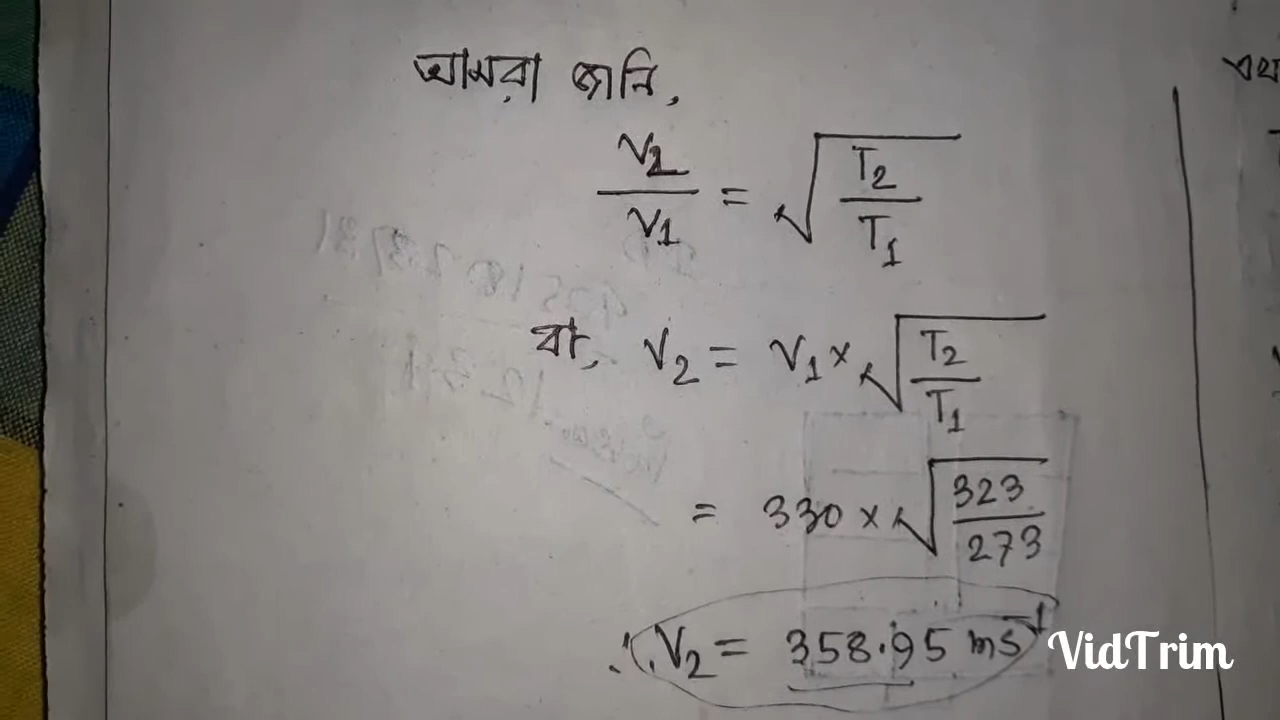 আমরা জানি,
V2/V1 = √(T2/T1)
বা, V2 = V1 × √(T2/T1)
= 330 × √(323/273)
∴ V2 = 358.95 ms⁻¹
VidTrim